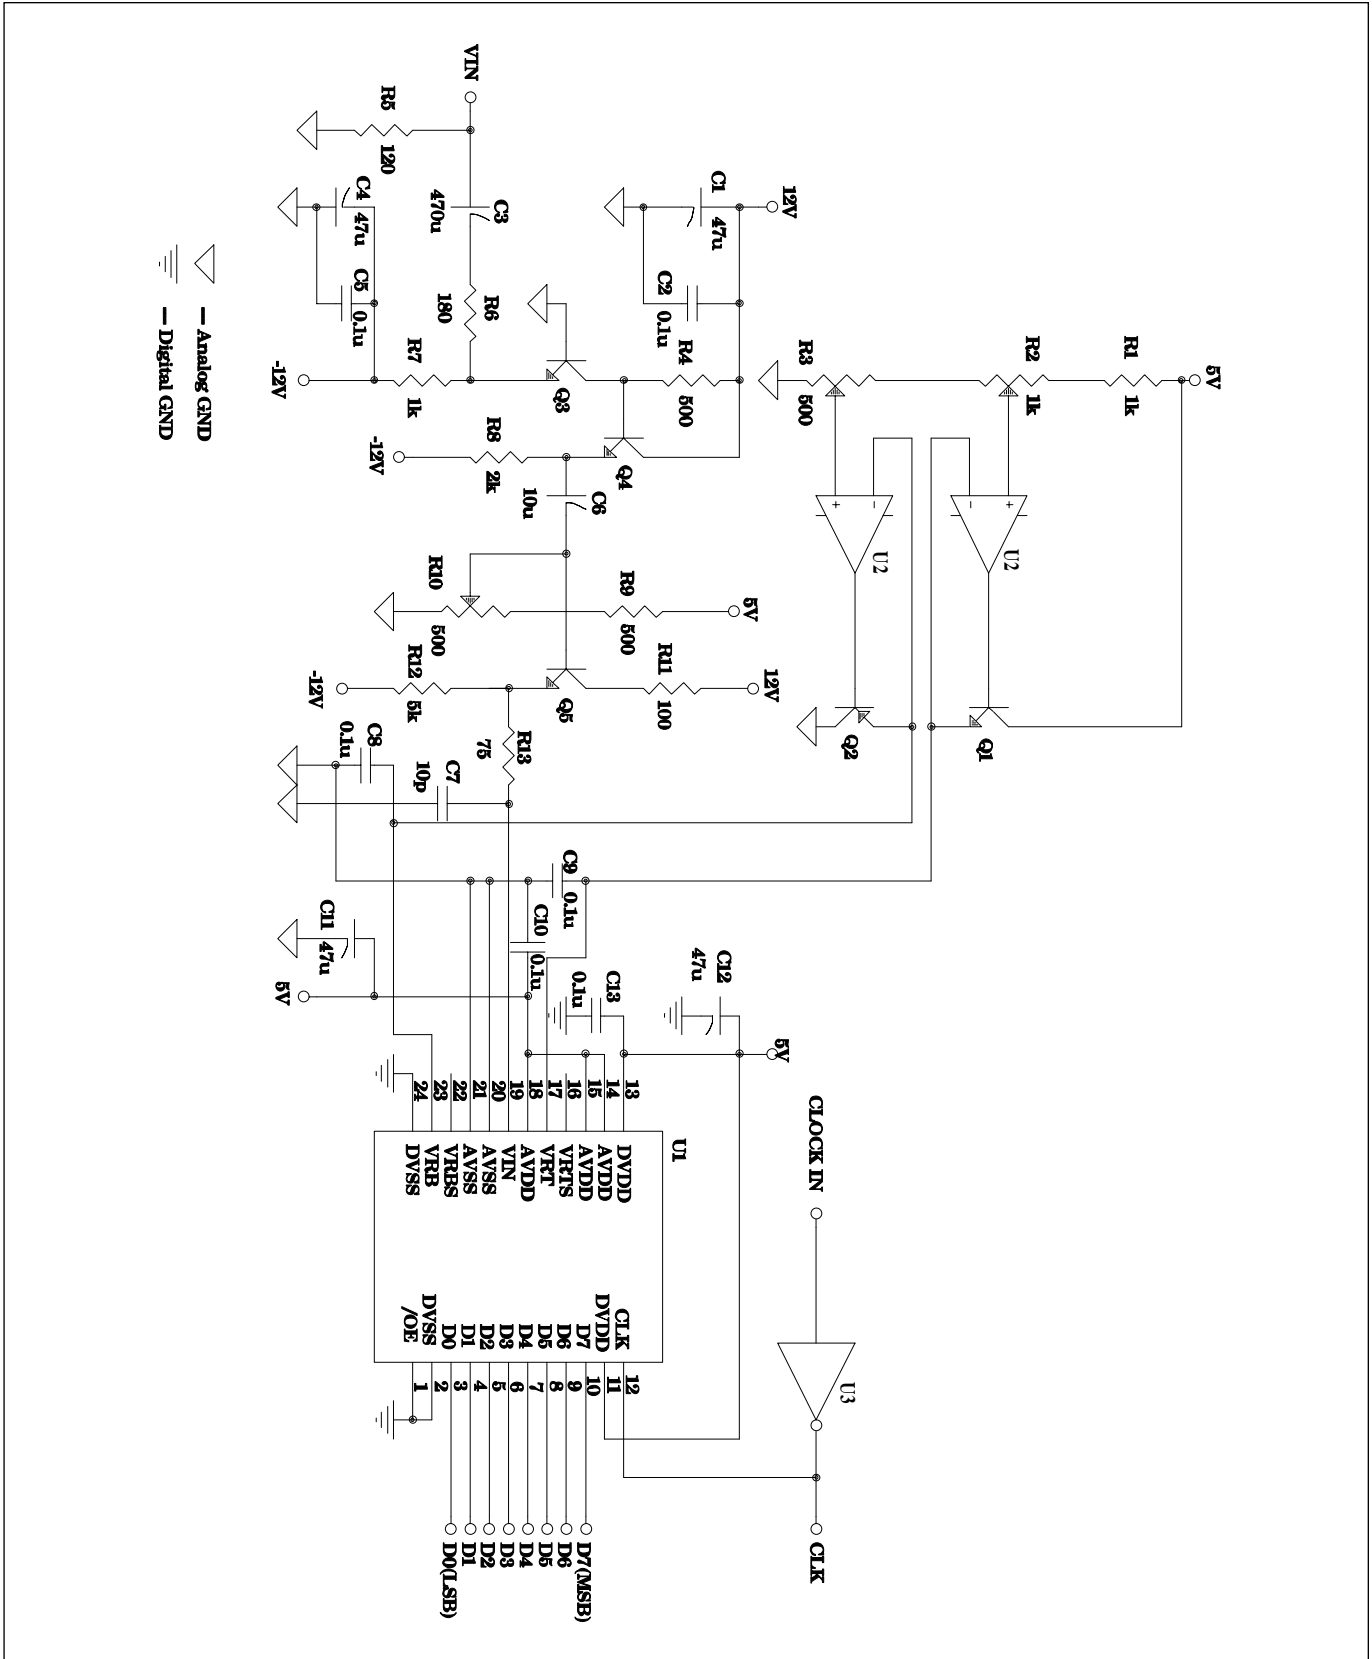 5V
R1
1k
R2
1k
R3
500
+
-
U2
-
+
U2
Q1
Q2
CLOCK IN
U3
CLK
12V
C1
47u
C2
0.1u
R4
500
Q4
Q3
VIN
R5
120
C3
470u
R6
180
C4
47u
C5
0.1u
R7
1k
-12V
R8
2k
-12V
C6
10u
5V
R9
500
R10
500
12V
R11
100
Q5
R12
5k
-12V
R13
75
C7
10p
C8
0.1u
C9
0.1u
C10
0.1u
C11
47u
5V
C12
47u
C13
0.1u
5V
U1
13 DVDD
14 AVDD
15 AVDD
16 VRTS
17 VRT
18 AVDD
19 VIN
20 AVSS
21 AVSS
22 VRBS
23 VRB
24 DVSS
CLK 12
DVDD 11
D7 10
D6 9
D5 8
D4 7
D3 6
D2 5
D1 4
D0 3
DVSS 2
/OE 1
D7(MSB)
D6
D5
D4
D3
D2
D1
D0(LSB)
— Analog GND
— Digital GND